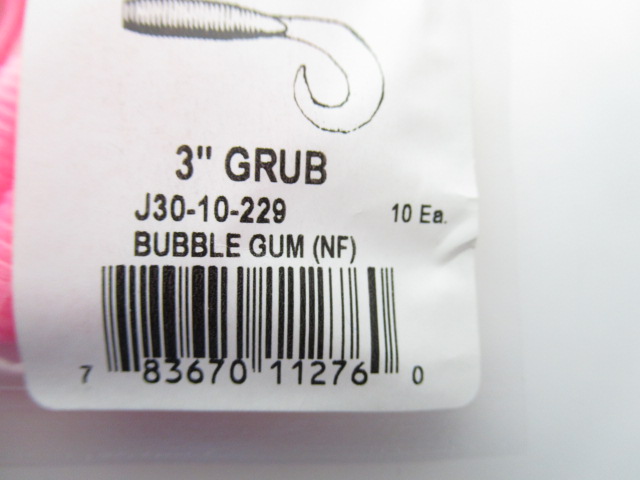 3" GRUB
J30-10-229 10 Ea.
BUBBLE GUM (NF)
7 83670 11276 0